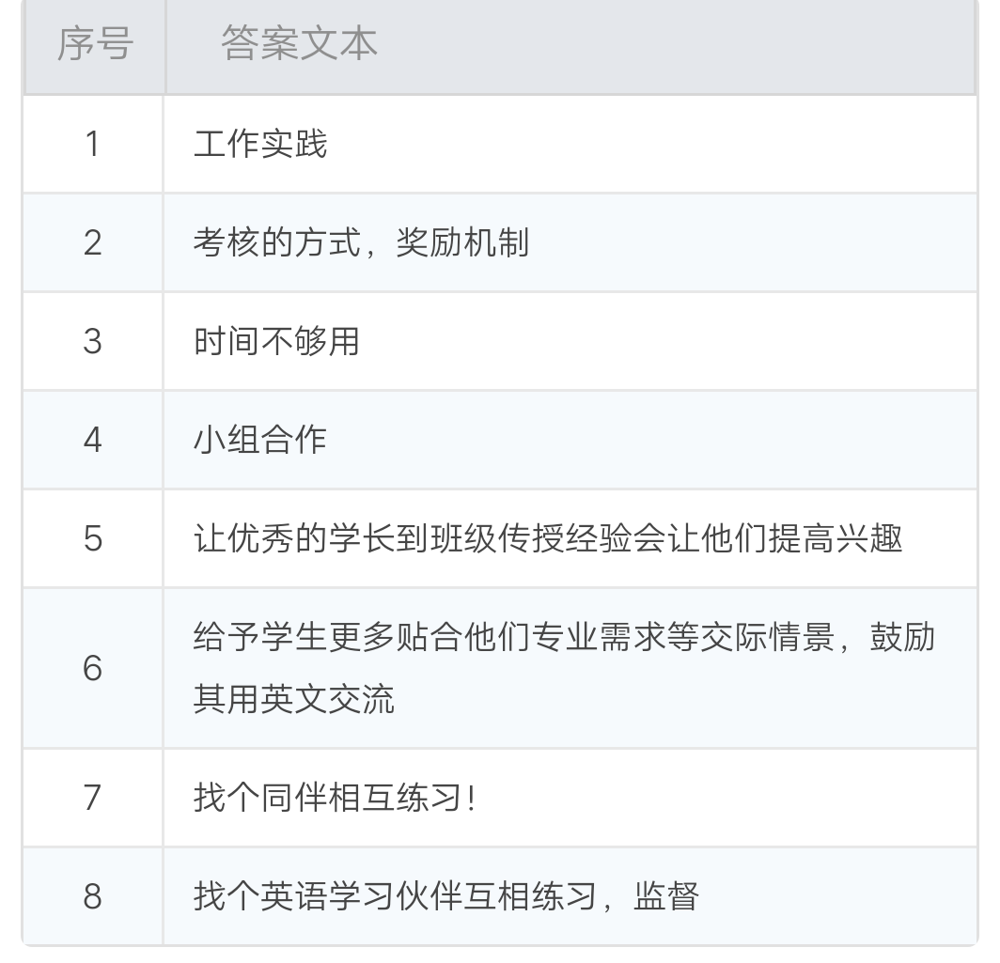 序号 答案文本
1 工作实践
2 考核的方式，奖励机制
3 时间不够用
4 小组合作
5 让优秀的学长到班级传授经验会让他们提高兴趣
6 给予学生更多贴合他们专业需求等交际情景，鼓励
其用英文交流
7 找个同伴相互练习！
8 找个英语学习伙伴互相练习，监督